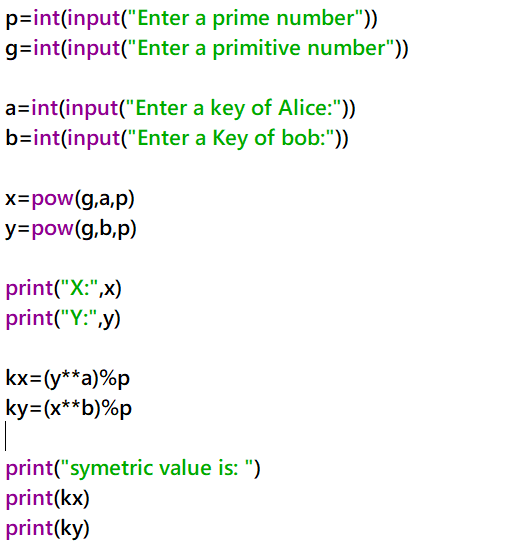 p=int(input("Enter a prime number"))
g=int(input("Enter a primitive number"))
a=int(input("Enter a key of Alice:"))
b=int(input("Enter a Key of bob:"))
x=pow(g,a,p)
y=pow(g,b,p)
print("X:",x)
print("Y:",y)
kx=(y**a)%p
ky=(x**b)%p
print("symetric value is: ")
print(kx)
print(ky)